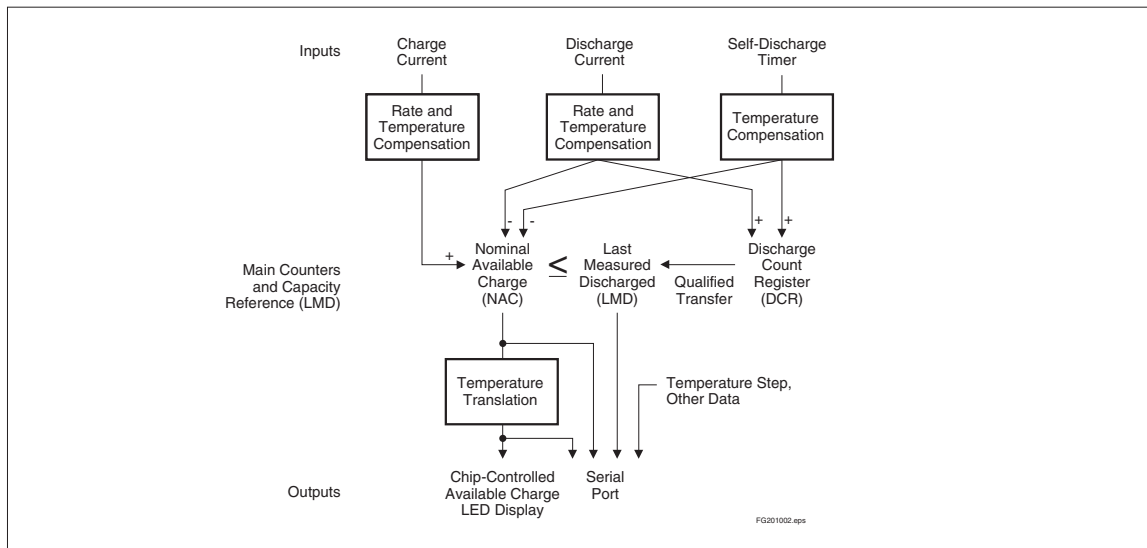 Inputs
Charge
Current
Discharge
Current
Self-Discharge
Timer
Rate and
Temperature
Compensation
Rate and
Temperature
Compensation
Temperature
Compensation
- -
+ +
+
Main Counters
and Capacity
Reference (LMD)
Nominal
Available
Charge
(NAC)
≤
Last
Measured
Discharged
(LMD)
Qualified
Transfer
Discharge
Count
Register
(DCR)
Temperature
Translation
Temperature Step,
Other Data
Outputs
Chip-Controlled
Available Charge
LED Display
Serial
Port
FG201002.eps